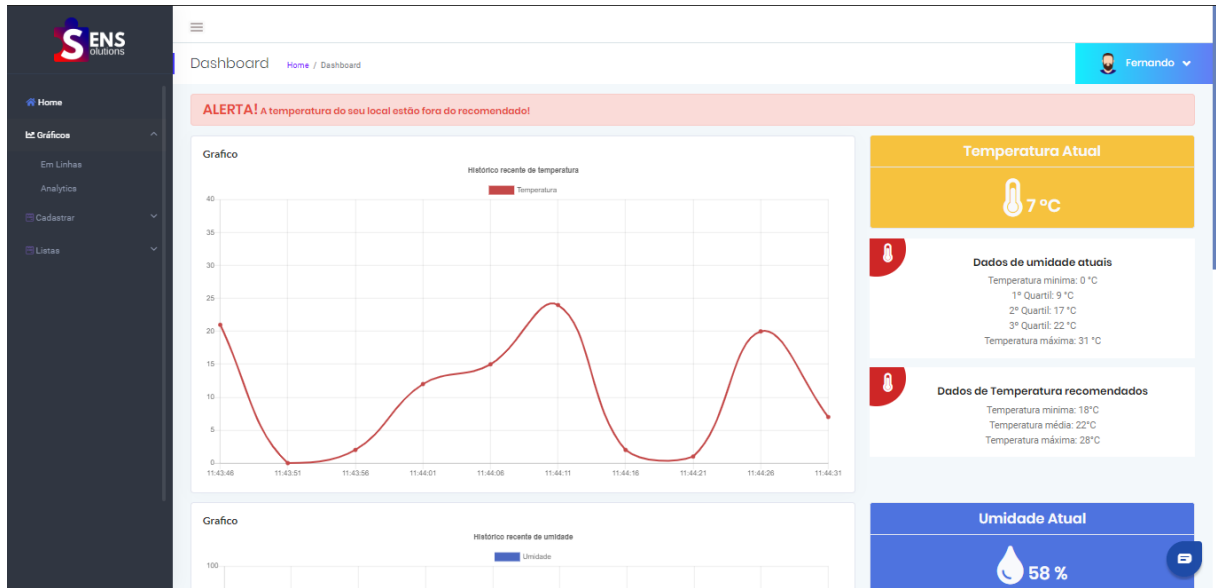 SENS
Solutions
Dashboard
Home / Dashboard
Fernando
Home
Gráficos
Em Linhas
Analytics
Cadastrar
Listas
ALERTA! A temperatura do seu local estão fora do recomendado!
Grafico
Histórico recente de temperatura
Temperatura
40
35
30
25
20
15
10
5
0
11:43:46 11:43:51 11:43:56 11:44:01 11:44:06 11:44:11 11:44:16 11:44:21 11:44:26 11:44:31
Temperatura Atual
7 ºC
Dados de umidade atuais
Temperatura minima: 0 °C
1º Quartil: 9 °C
2º Quartil: 17 °C
3º Quartil: 22 °C
Temperatura máxima: 31 °C
Dados de Temperatura recomendados
Temperatura minima: 18°C
Temperatura média: 22°C
Temperatura máxima: 28°C
Grafico
Histórico recente de umidade
Umidade
100
Umidade Atual
58 %